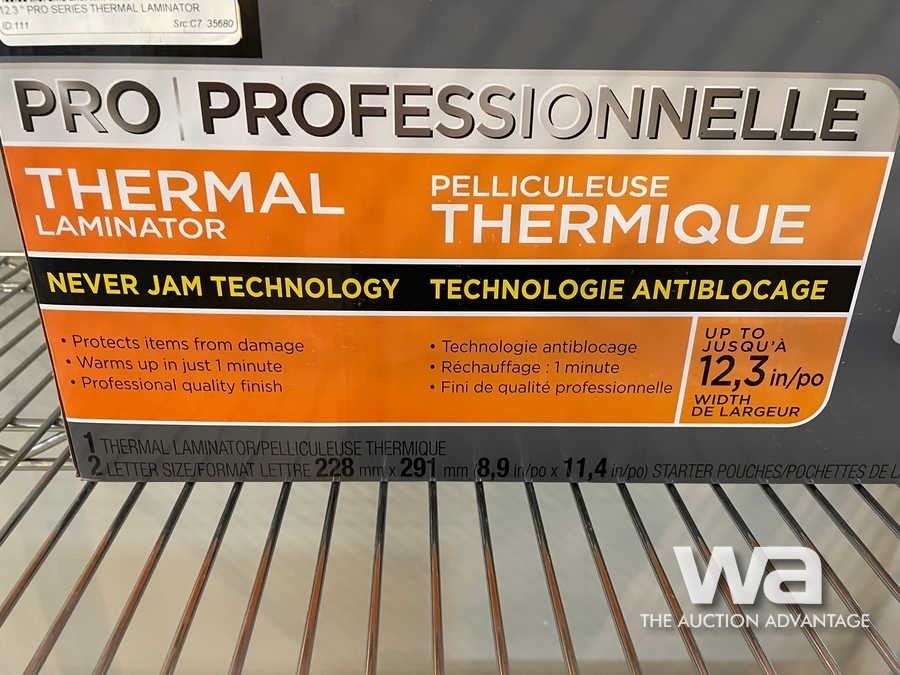 12.3" PRO SERIES THERMAL LAMINATOR
ID:111 Src:C7 35680
PRO | PROFESSIONNELLE
THERMAL
LAMINATOR
PELLICULEUSE
THERMIQUE
NEVER JAM TECHNOLOGY
TECHNOLOGIE ANTIBLOCAGE
• Protects items from damage
• Warms up in just 1 minute
• Professional quality finish
• Technologie antiblocage
• Réchauffage : 1 minute
• Fini de qualité professionnelle
UP TO
JUSQU'À
12,3 in/po
WIDTH
DE LARGEUR
1 THERMAL LAMINATOR/PELLICULEUSE THERMIQUE
2 LETTER SIZE/FORMAT LETTRE 228 mm x 291 mm 8,9 in/po x 11,4 in/po) STARTER POUCHES/POCHETTES DE
wa
THE AUCTION ADVANTAGE